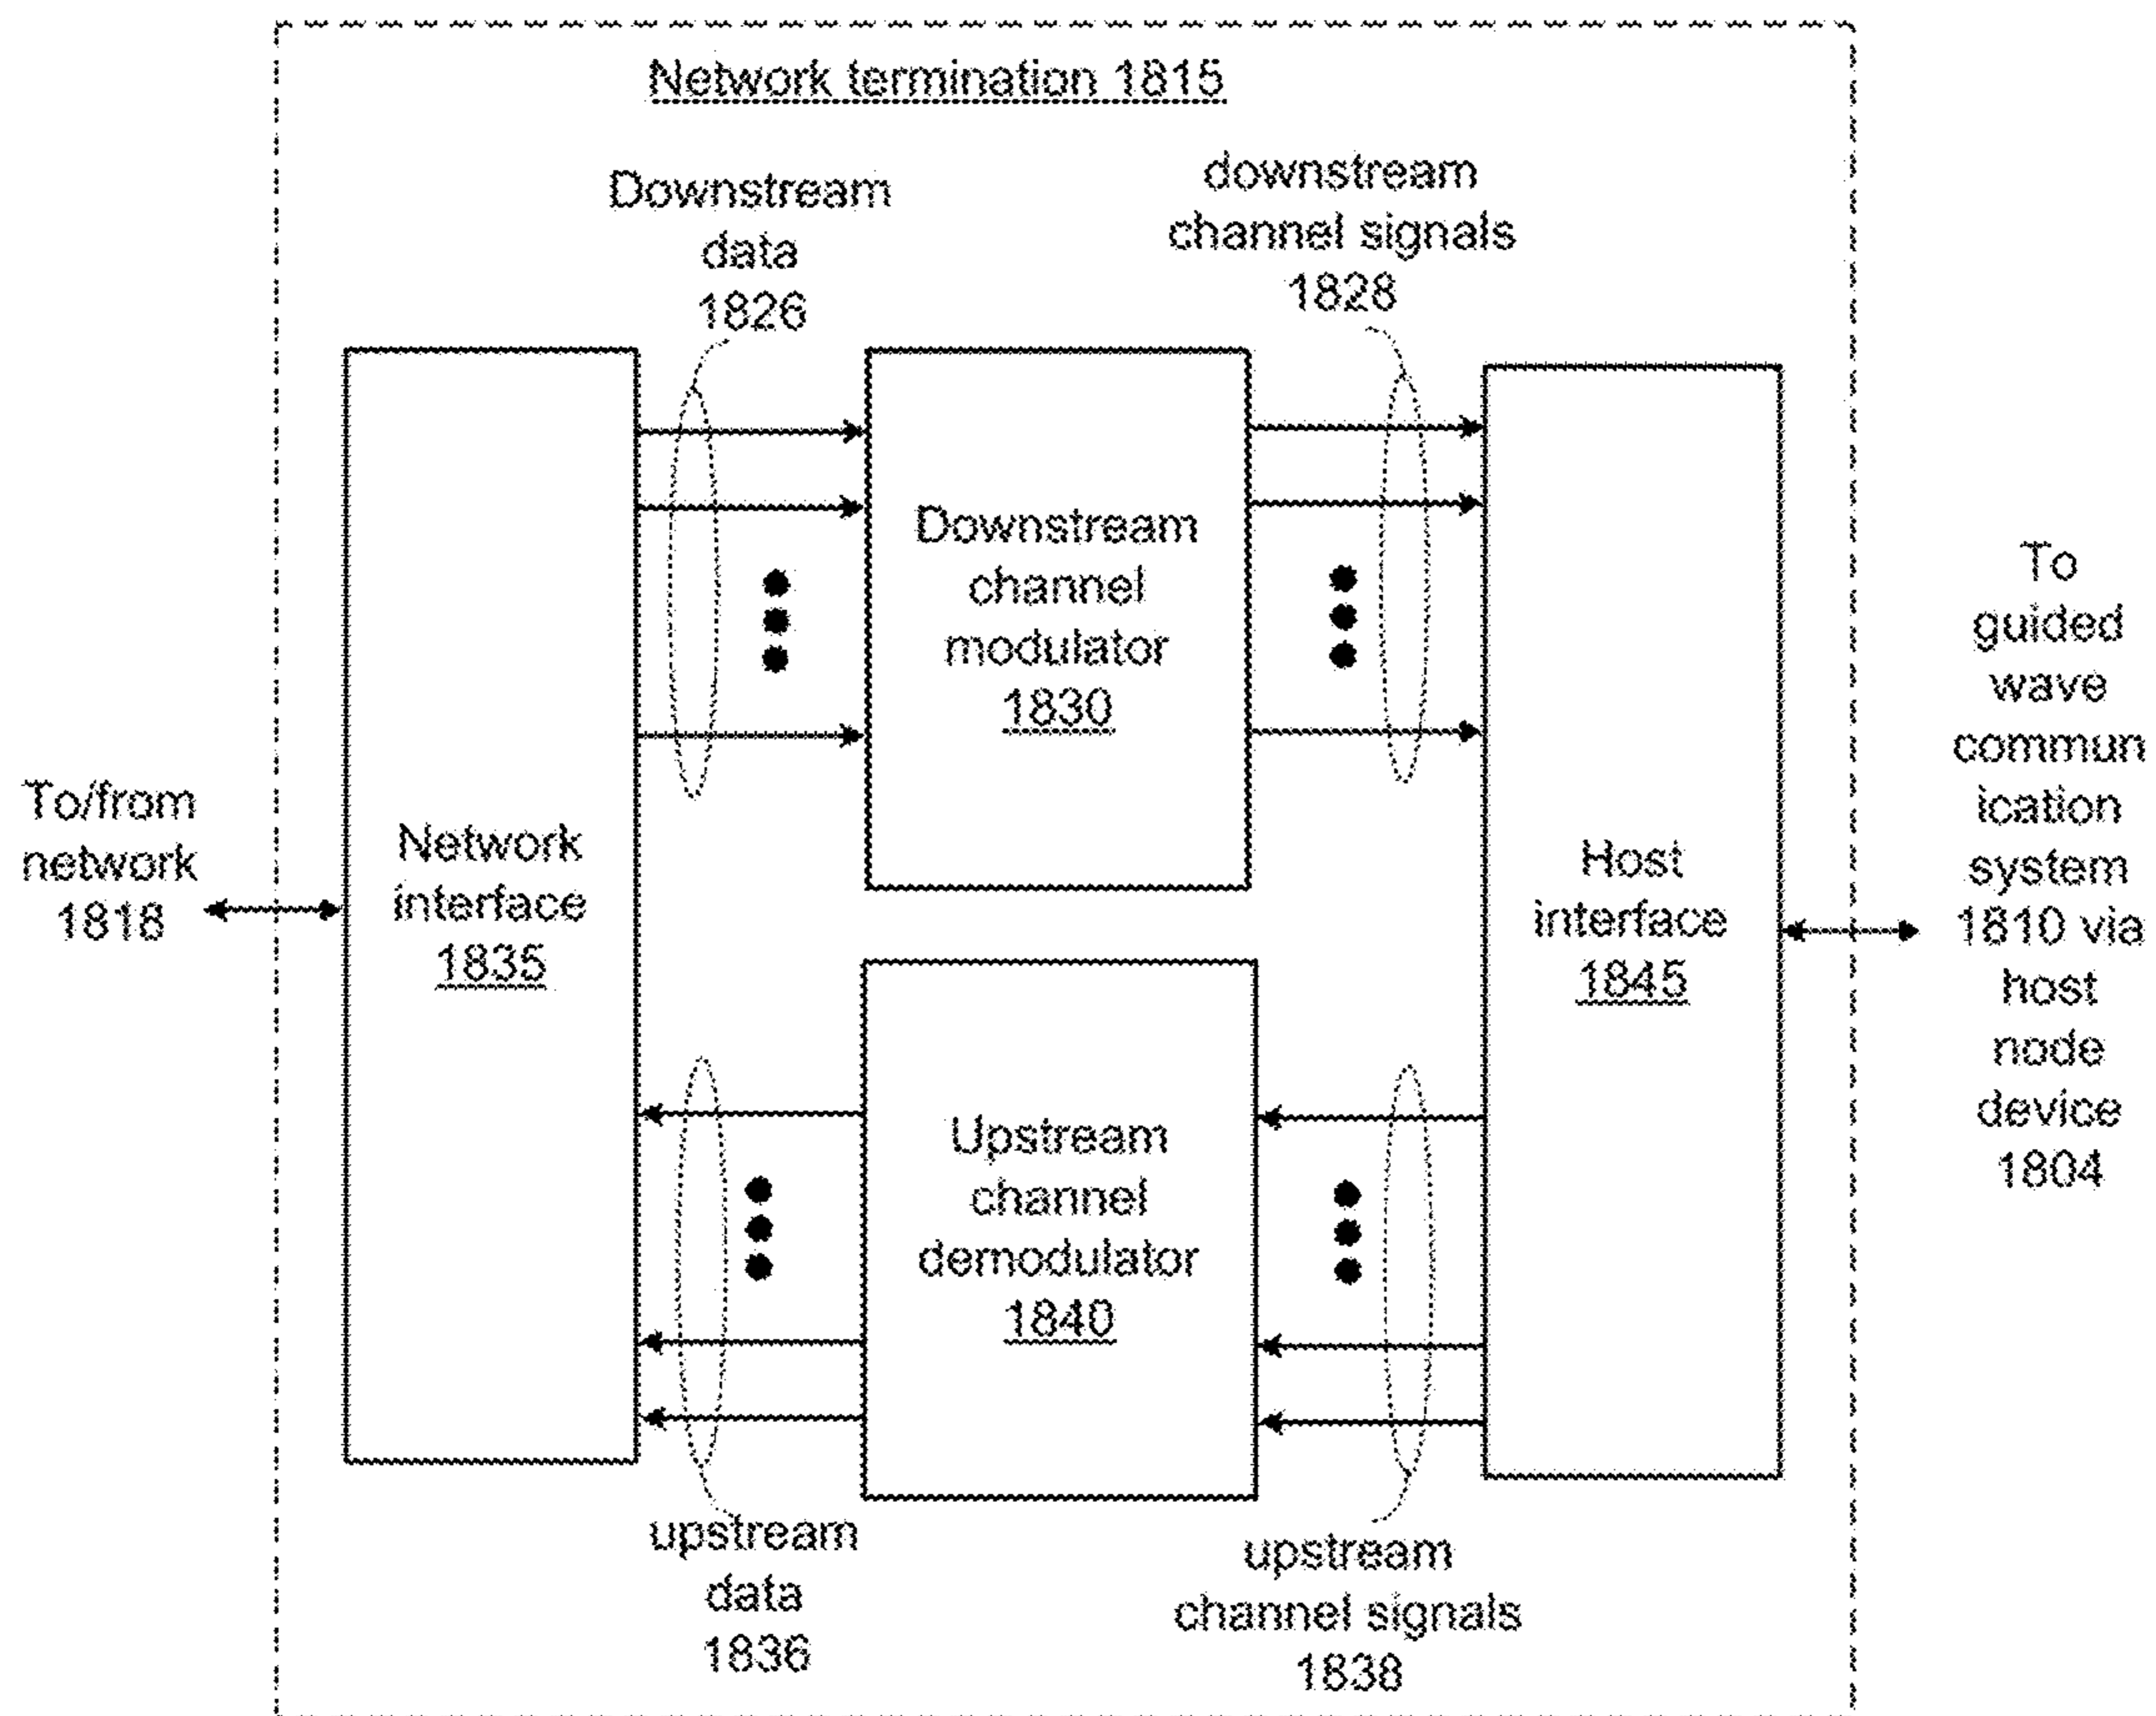 Network termination 1815
Downstream
data
1826
downstream
channel signals
1828
Downstream
channel
modulator
1830
To/from
network
1818
Network
interface
1835
Host
interface
1845
To
guided
wave
commun
ication
system
1810 via
host
node
device
1804
Upstream
channel
demodulator
1840
upstream
data
1836
upstream
channel signals
1838